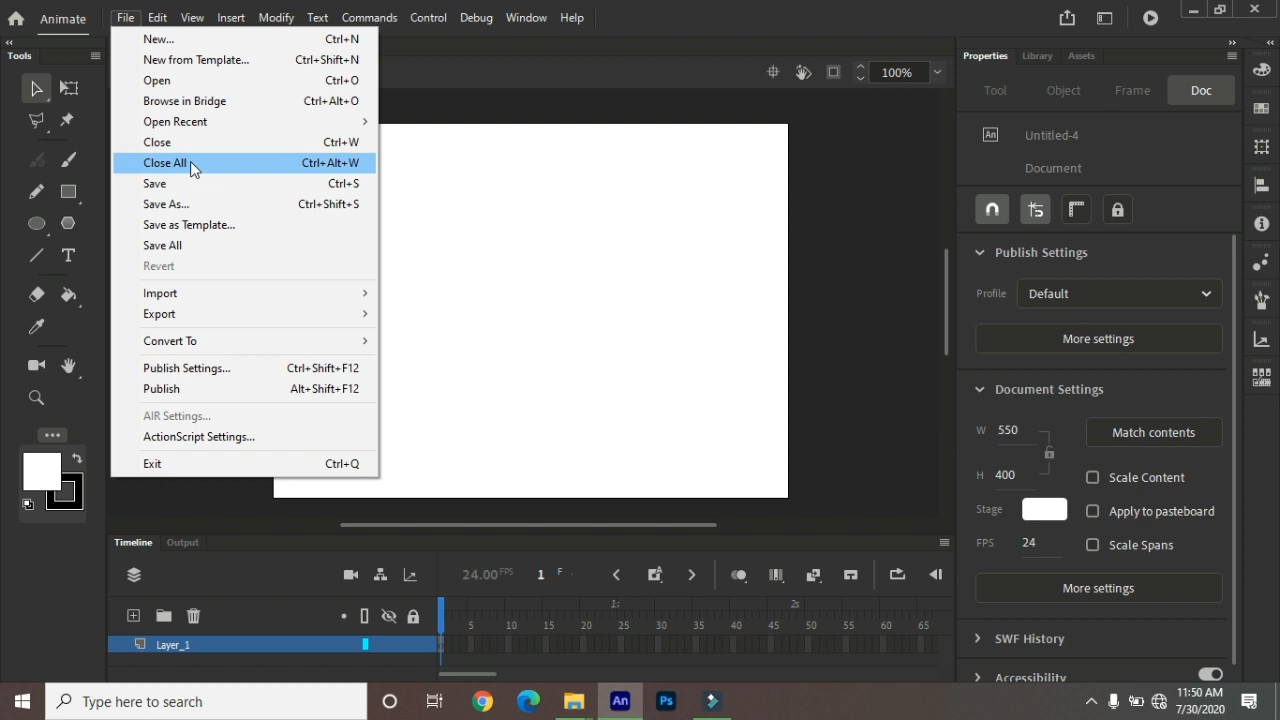 Animate
File Edit View Insert Modify Text Commands Control Debug Window Help
Tools
New... Ctrl+N
New from Template... Ctrl+Shift+N
Open Ctrl+O
Browse in Bridge Ctrl+Alt+O
Open Recent
Close Ctrl+W
Close All Ctrl+Alt+W
Save Ctrl+S
Save As... Ctrl+Shift+S
Save as Template...
Save All
Revert
Import
Export
Convert To
Publish Settings... Ctrl+Shift+F12
Publish Alt+Shift+F12
AIR Settings...
ActionScript Settings...
Exit Ctrl+Q
100%
Properties Library Assets
Tool Object Frame Doc
An Untitled-4
Document
Publish Settings
Profile Default
More settings
Document Settings
W 550
Match contents
H 400
Scale Content
Stage
Apply to pasteboard
FPS 24
Scale Spans
More settings
SWF History
Accessibility
Timeline Output
24.00 FPS 1 F
1s 2s
5 10 15 20 25 30 35 40 45 50 55 60 65
Layer_1
Type here to search
An Ps
11:50 AM
7/30/2020